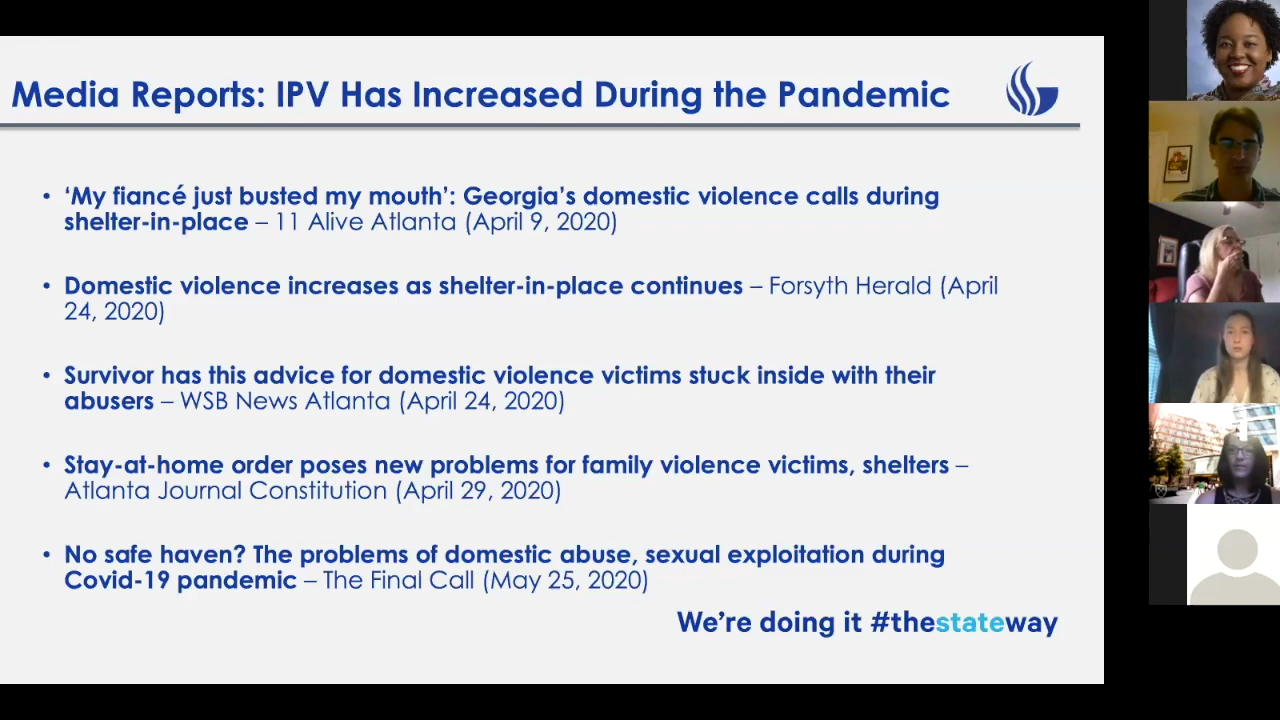 Media Reports: IPV Has Increased During the Pandemic
• ‘My fiancé just busted my mouth’: Georgia’s domestic violence calls during
shelter-in-place – 11 Alive Atlanta (April 9, 2020)
• Domestic violence increases as shelter-in-place continues – Forsyth Herald (April
24, 2020)
• Survivor has this advice for domestic violence victims stuck inside with their
abusers – WSB News Atlanta (April 24, 2020)
• Stay-at-home order poses new problems for family violence victims, shelters –
Atlanta Journal Constitution (April 29, 2020)
• No safe haven? The problems of domestic abuse, sexual exploitation during
Covid-19 pandemic – The Final Call (May 25, 2020)
We’re doing it #thestateway